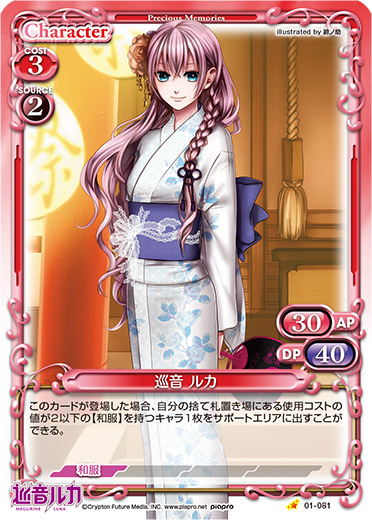 Precious Memories
Character
illustrated by 鈴ノ助
COST
3
SOURCE
2
奈
30 AP
DP 40
巡音 ルカ
このカードが登場した場合、自分の捨て札置き場にある使用コストの
値が2以下の【和服】を持つキャラ1枚をサポートエリアに出すことが
できる。
和服
巡音ルカ
MEGURINE LUKA
©Crypton Future Media, INC. www.piapro.net piapro
01-081